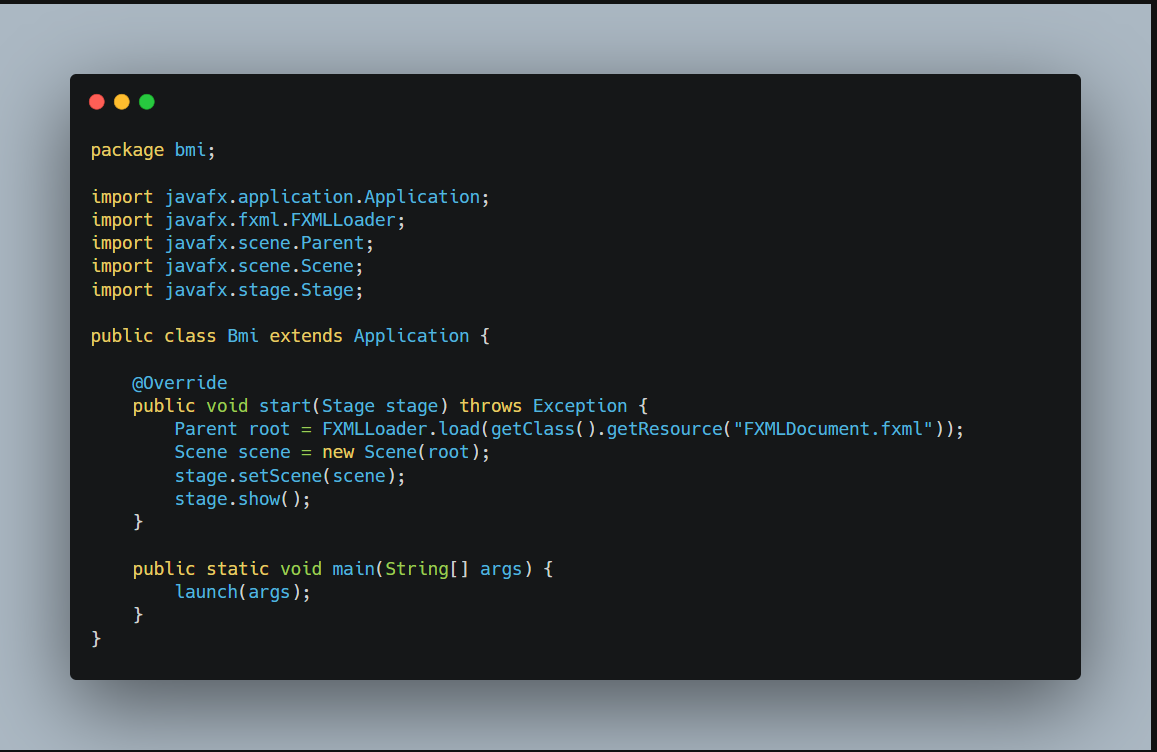 package bmi;

import javafx.application.Application;
import javafx.fxml.FXMLLoader;
import javafx.scene.Parent;
import javafx.scene.Scene;
import javafx.stage.Stage;

public class Bmi extends Application {

    @Override
    public void start(Stage stage) throws Exception {
        Parent root = FXMLLoader.load(getClass().getResource("FXMLDocument.fxml"));
        Scene scene = new Scene(root);
        stage.setScene(scene);
        stage.show();
    }

    public static void main(String[] args) {
        launch(args);
    }
}